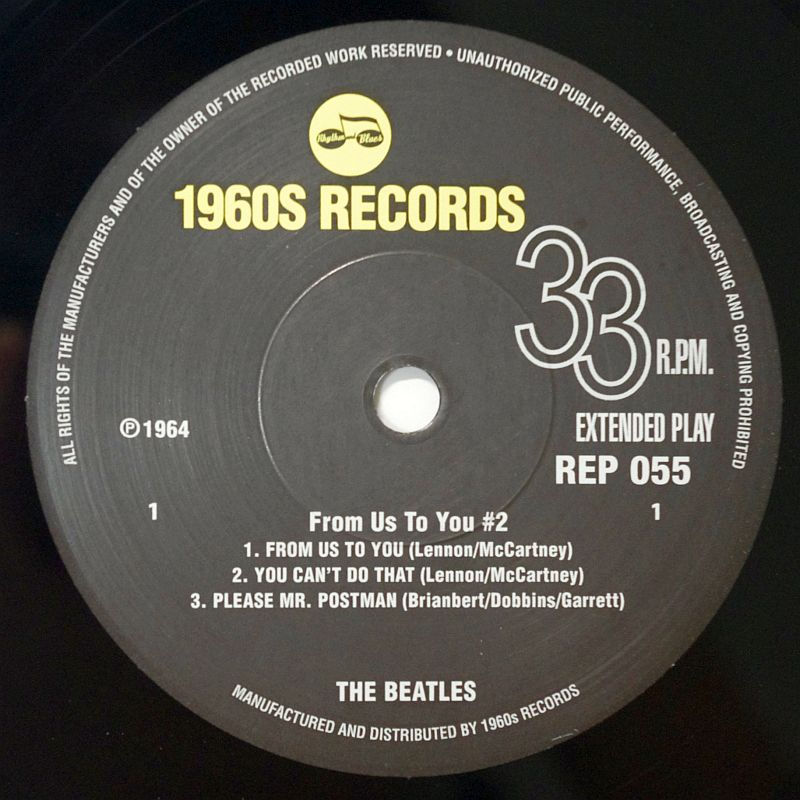 ALL RIGHTS OF THE MANUFACTURERS AND OF THE OWNER OF THE RECORDED WORK RESERVED • UNAUTHORIZED PUBLIC PERFORMANCE, BROADCASTING AND COPYING PROHIBITED
Rhythm and Blues
1960S RECORDS
33 R.P.M.
EXTENDED PLAY
REP 055
℗ 1964
1
1
From Us To You #2
1. FROM US TO YOU (Lennon/McCartney)
2. YOU CAN'T DO THAT (Lennon/McCartney)
3. PLEASE MR. POSTMAN (Brianbert/Dobbins/Garrett)
THE BEATLES
MANUFACTURED AND DISTRIBUTED BY 1960s RECORDS